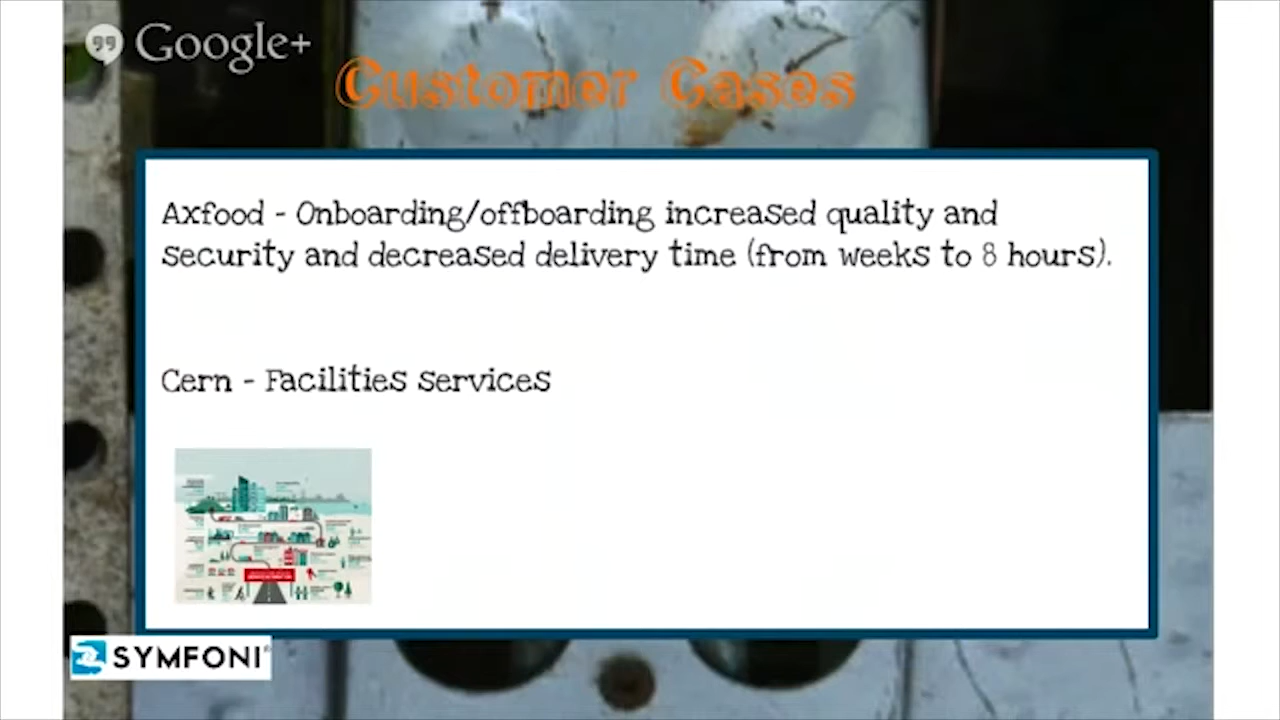 Google+
Customer Cases
Axfood - Onboarding/offboarding increased quality and
security and decreased delivery time (from weeks to 8 hours).
Cern - Facilities services
SYMFONI®